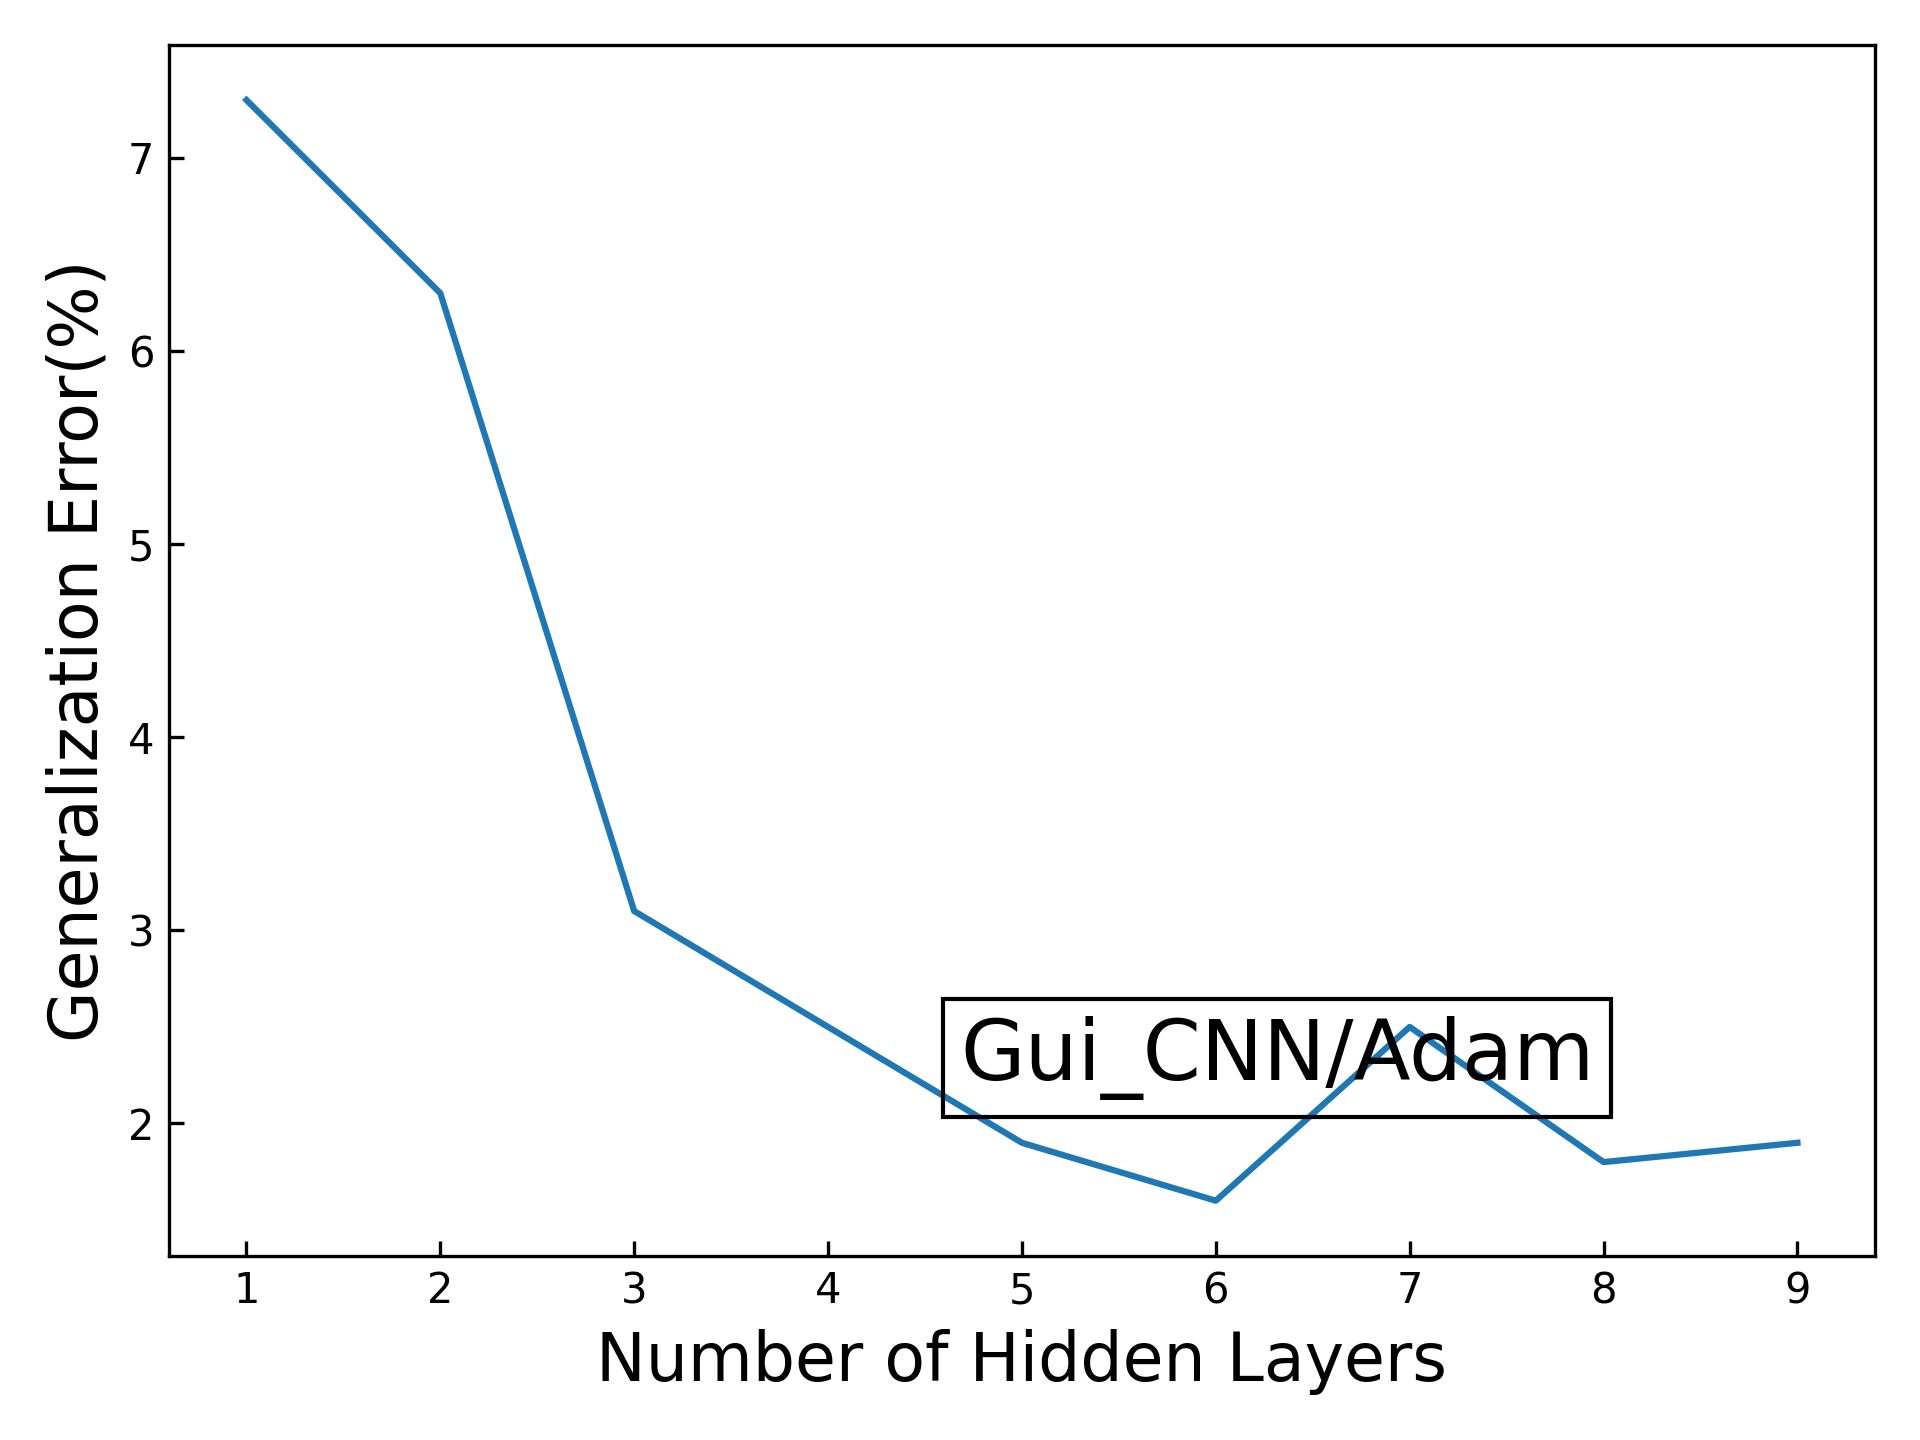 Generalization Error(%)
7
6
5
4
3
2
Gui_CNN/Adam
1 2 3 4 5 6 7 8 9
Number of Hidden Layers